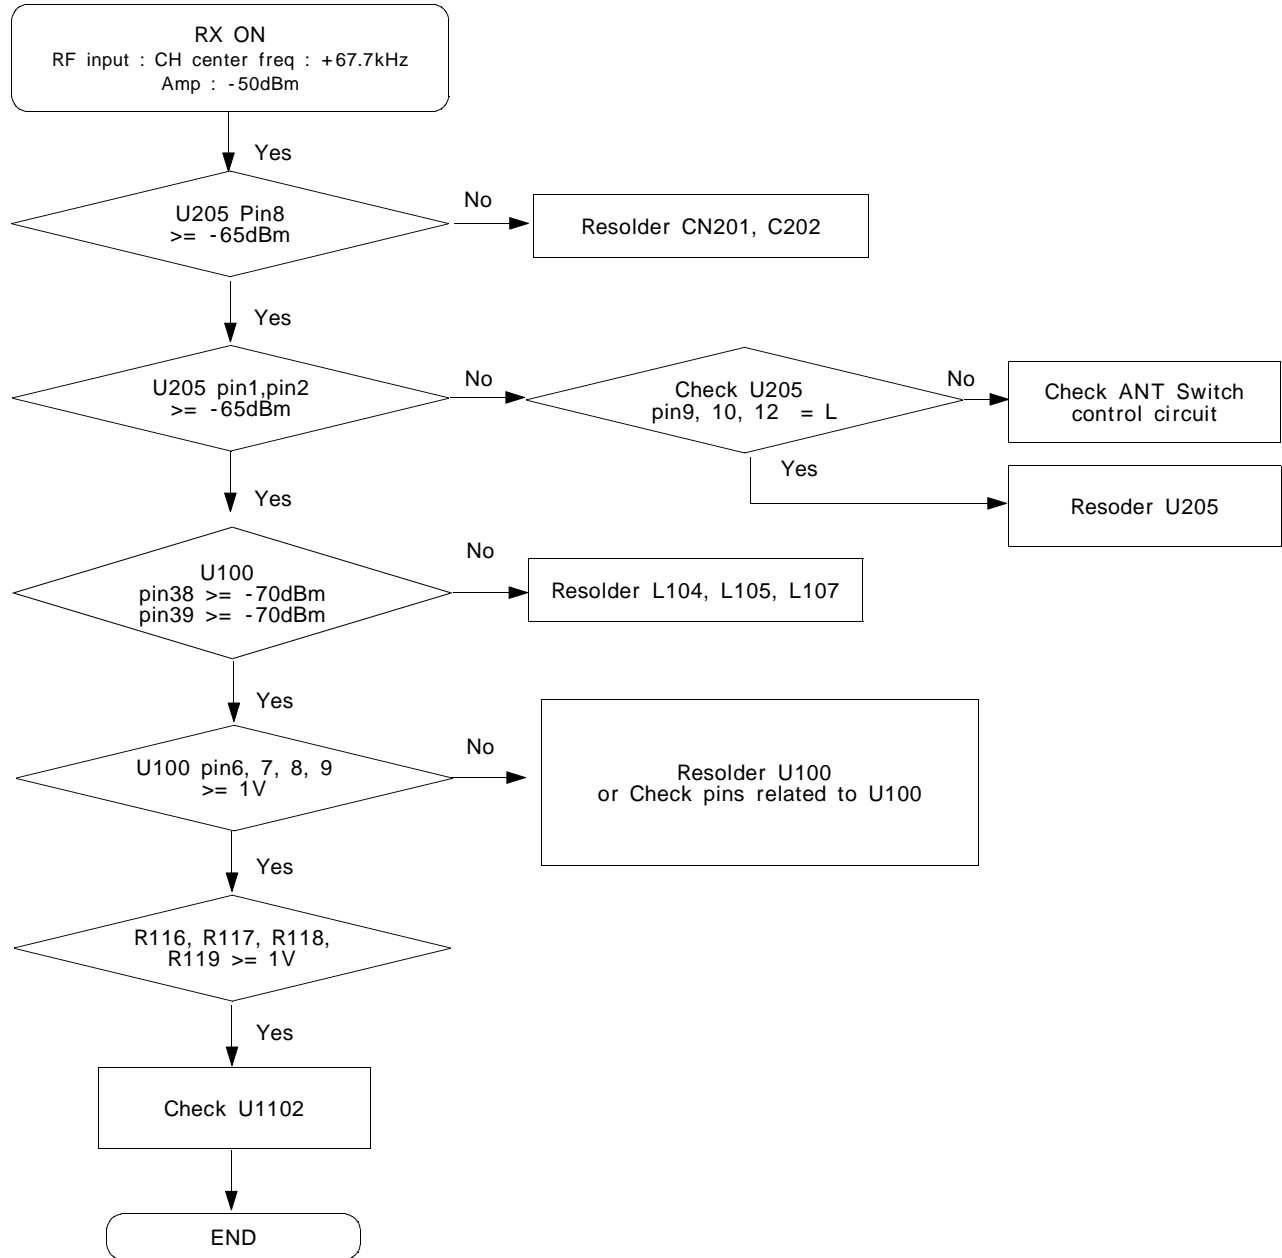 RX ON
RF input : CH center freq : +67.7kHz
Amp : -50dBm
Yes
U205 Pin8
>= -65dBm
No
Resolder CN201, C202
Yes
U205 pin1,pin2
>= -65dBm
No
Check U205
pin9, 10, 12 = L
No
Check ANT Switch
control circuit
Yes
Resoder U205
Yes
U100
pin38 >= -70dBm
pin39 >= -70dBm
No
Resolder L104, L105, L107
Yes
U100 pin6, 7, 8, 9
>= 1V
No
Resolder U100
or Check pins related to U100
Yes
R116, R117, R118,
R119 >= 1V
Yes
Check U1102
END